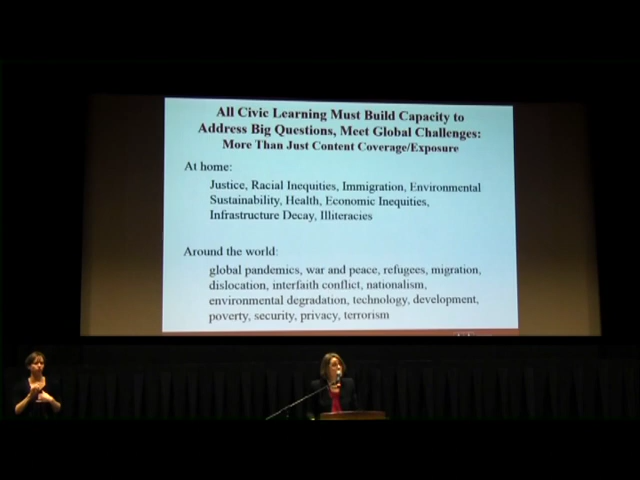 All Civic Learning Must Build Capacity to
Address Big Questions, Meet Global Challenges:
More Than Just Content Coverage/Exposure
At home:
Justice, Racial Inequities, Immigration, Environmental
Sustainability, Health, Economic Inequities,
Infrastructure Decay, Illiteracies
Around the world:
global pandemics, war and peace, refugees, migration,
dislocation, interfaith conflict, nationalism,
environmental degradation, technology, development,
poverty, security, privacy, terrorism